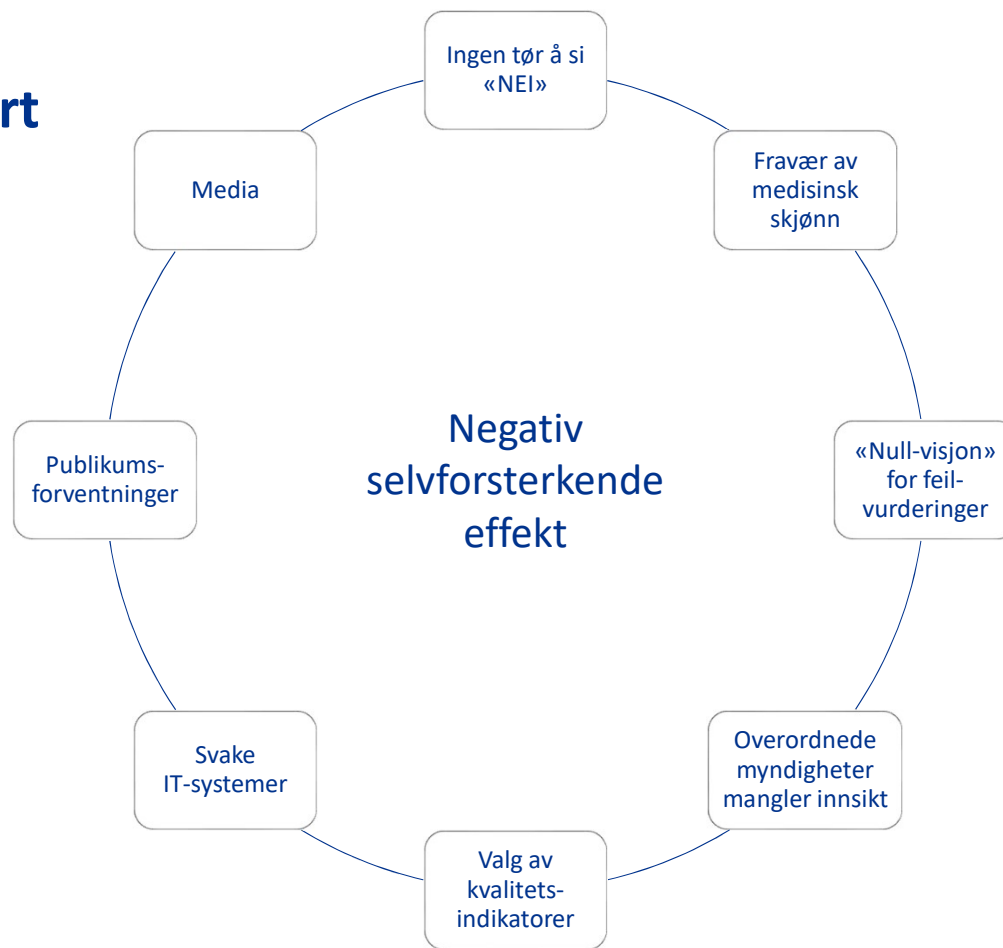 rt
Ingen tør å si
«NEI»
Fravær av
medisinsk
skjønn
«Null-visjon»
for feil-
vurderinger
Overordnede
myndigheter
mangler innsikt
Valg av
kvalitets-
indikatorer
Svake
IT-systemer
Publikums-
forventninger
Media
Negativ
selvforsterkende
effekt